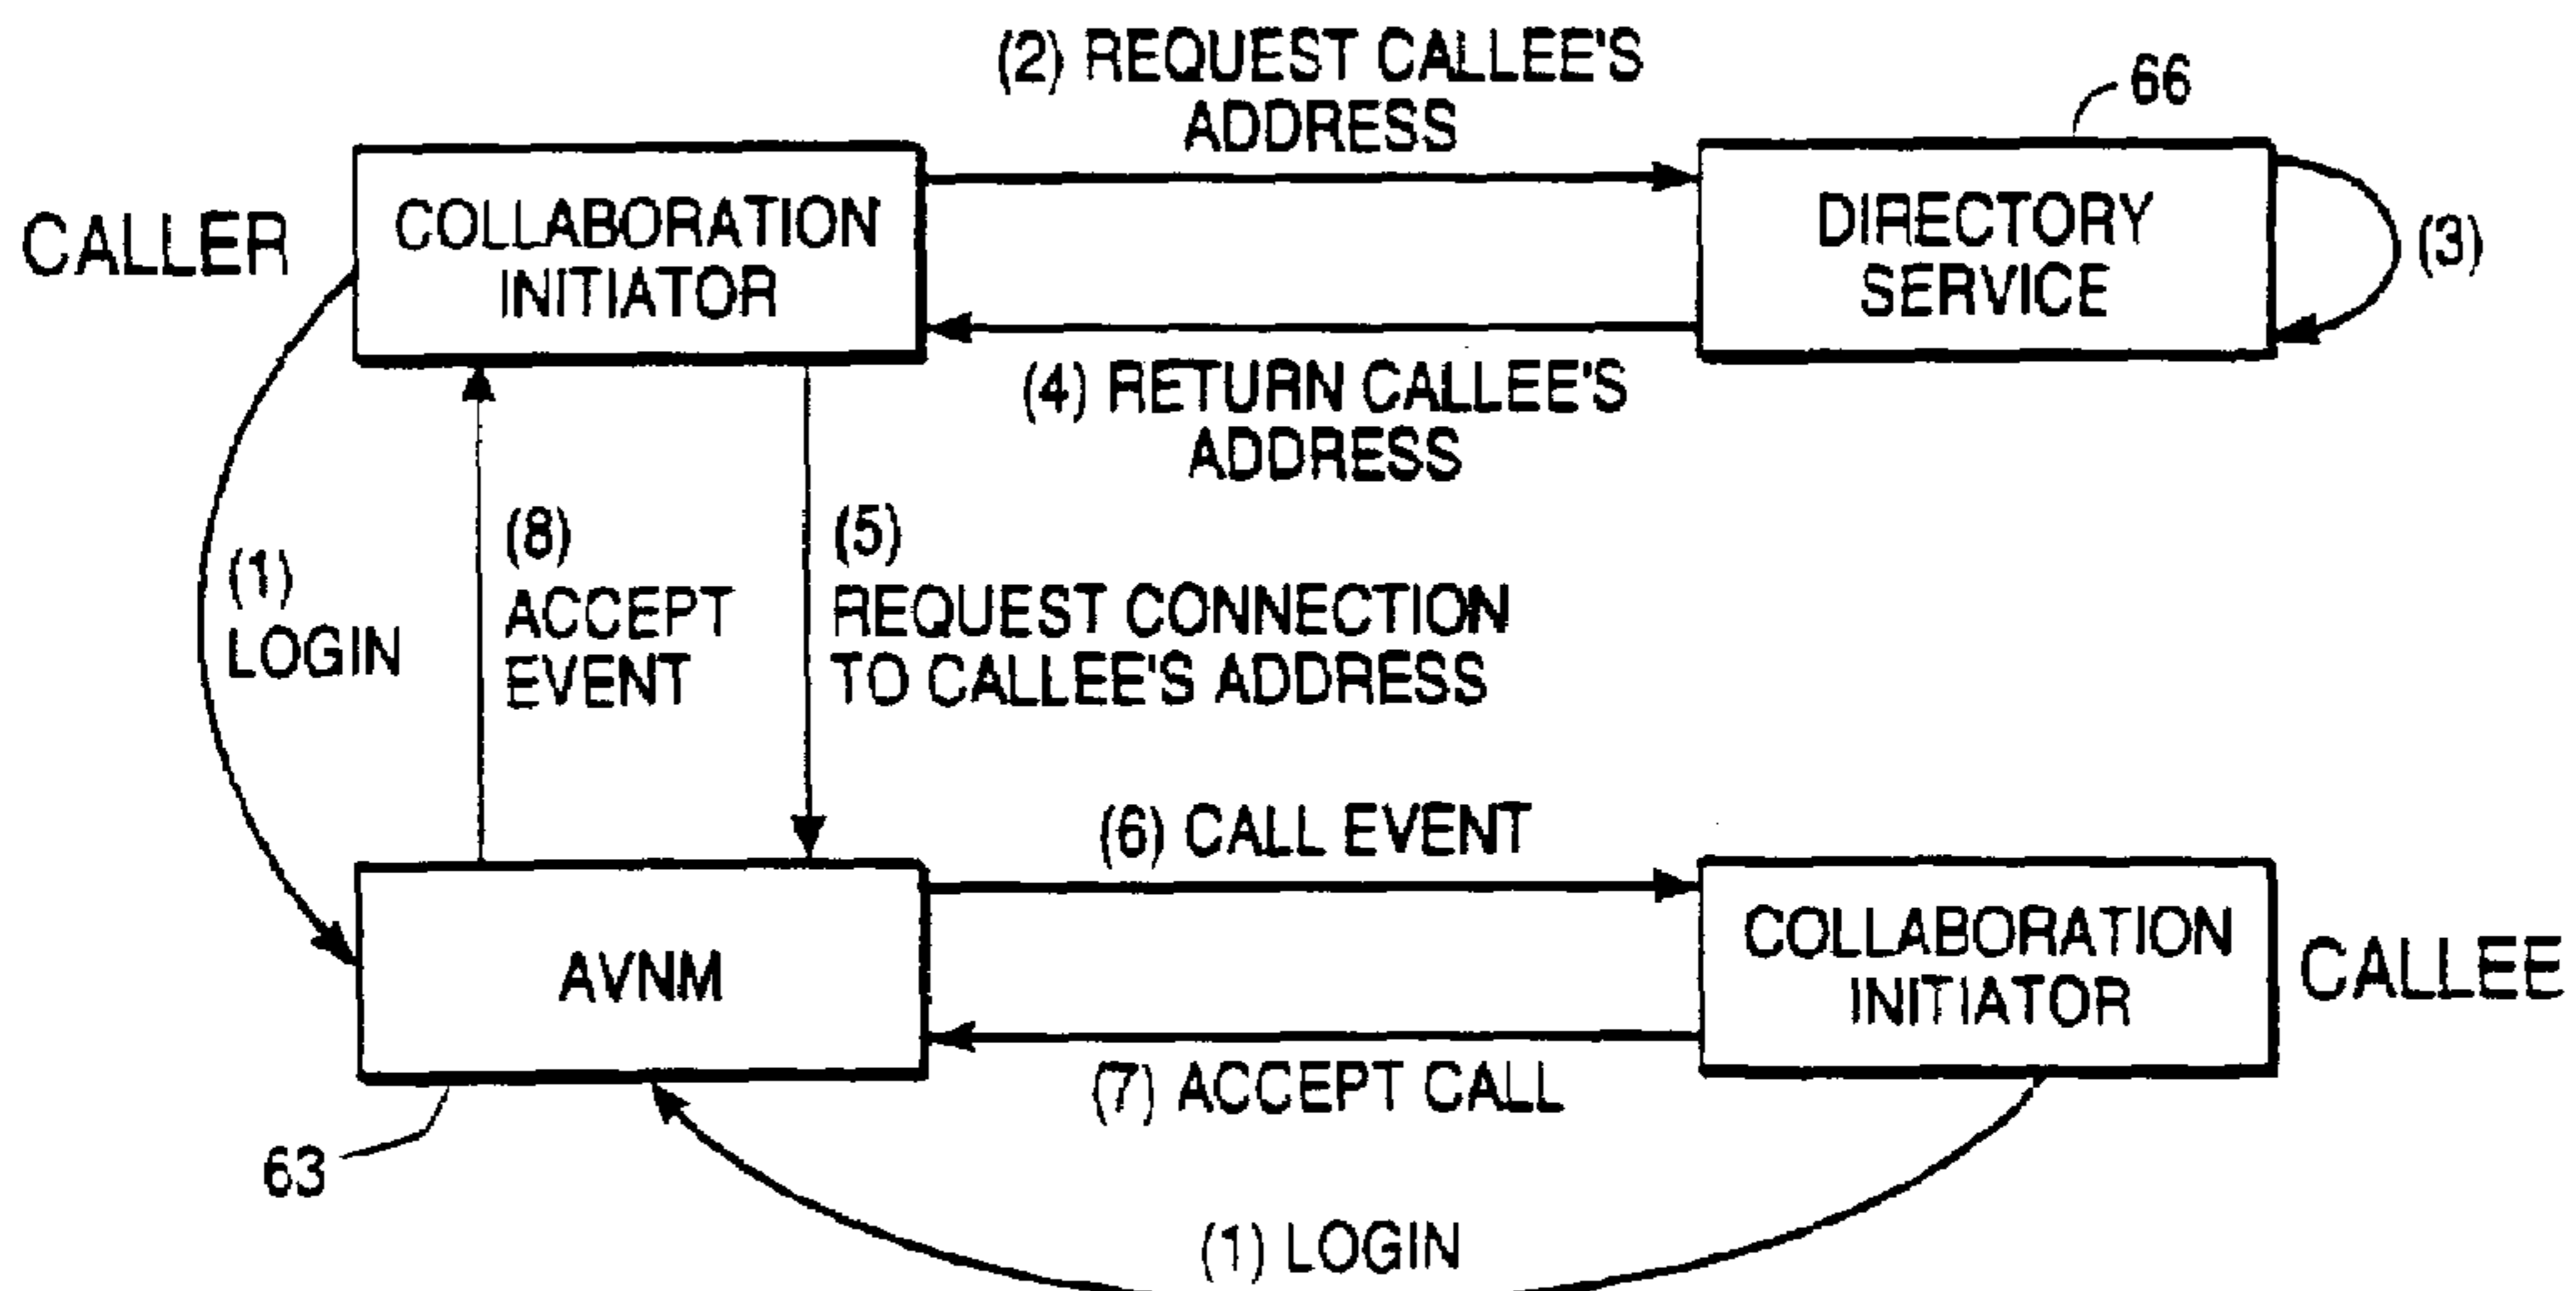 (2) REQUEST CALLEE'S
ADDRESS
66
CALLER
COLLABORATION
INITIATOR
DIRECTORY
SERVICE
(3)
(4) RETURN CALLEE'S
ADDRESS
(1)
LOGIN
(8)
ACCEPT
EVENT
(5)
REQUEST CONNECTION
TO CALLEE'S ADDRESS
(6) CALL EVENT
AVNM
COLLABORATION
INITIATOR
CALLEE
(7) ACCEPT CALL
63
(1) LOGIN